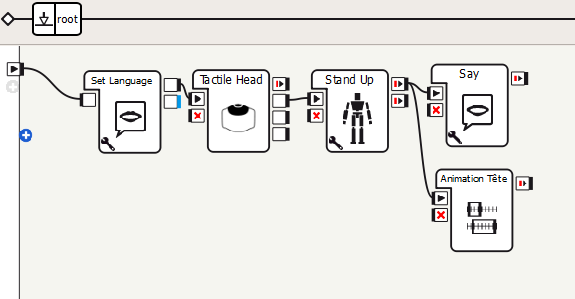 root
Set Language
Tactile Head
Stand Up
Say
Animation Tête